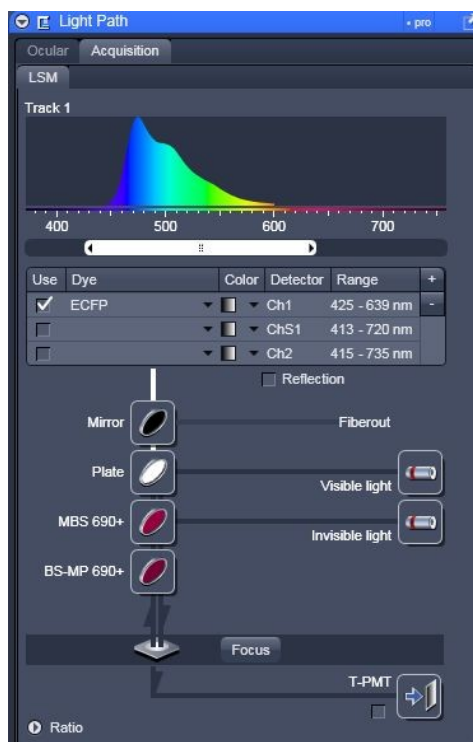 Light Path
• pro
Ocular Acquisition
LSM
Track 1
400 500 600 700
Use Dye Color Detector Range +
ECFP Ch1 425 - 639 nm -
ChS1 413 - 720 nm
Ch2 415 - 735 nm
Reflection
Mirror Fiberout
Plate Visible light
MBS 690+ Invisible light
BS-MP 690+
Focus
T-PMT
Ratio